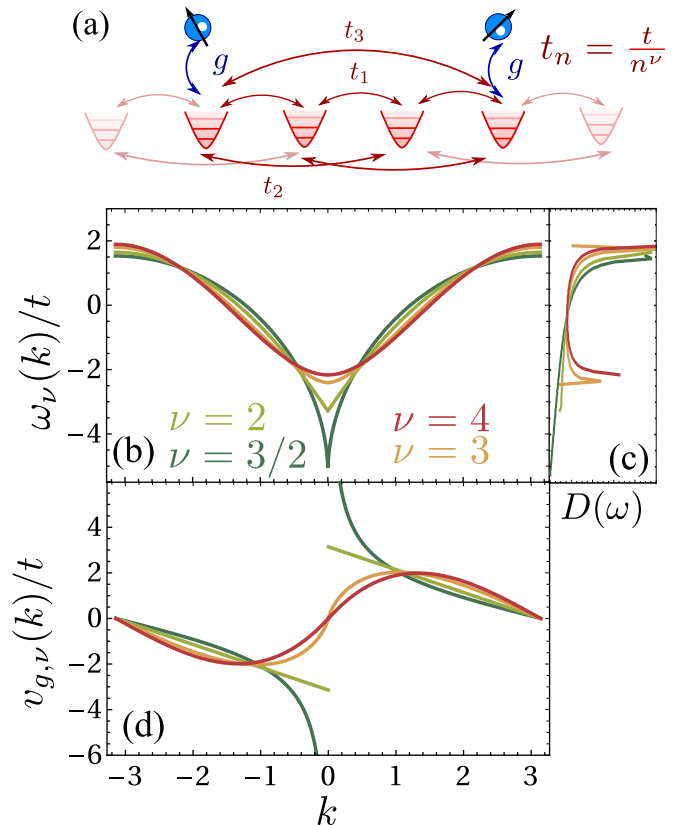 (a)
t₃
tₙ = t/n^ν
g
t₁
g
t₂
2
0
−2
−4
ων(k)/t
ν = 2
ν = 4
(b)
ν = 3/2
ν = 3
(c)
D(ω)
4
2
0
−2
−4
−6
v_{g,ν}(k)/t
(d)
−3
−2
−1
0
1
2
3
k